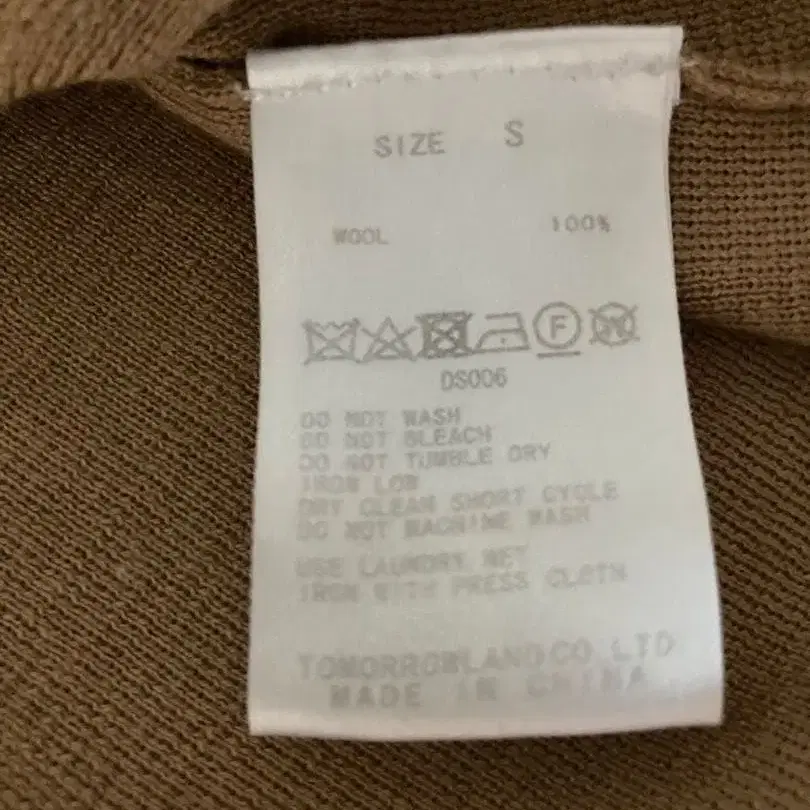 SIZE S
WOOL 100%
F W
DS006
DO NOT WASH
DO NOT BLEACH
DO NOT TUMBLE DRY
IRON LOW
DRY CLEAN SHORT CYCLE
DO NOT MACHINE WASH
USE LAUNDRY NET
IRON WITH PRESS CLOTH
TOMORROWLAND CO.LTD
MADE IN CHINA